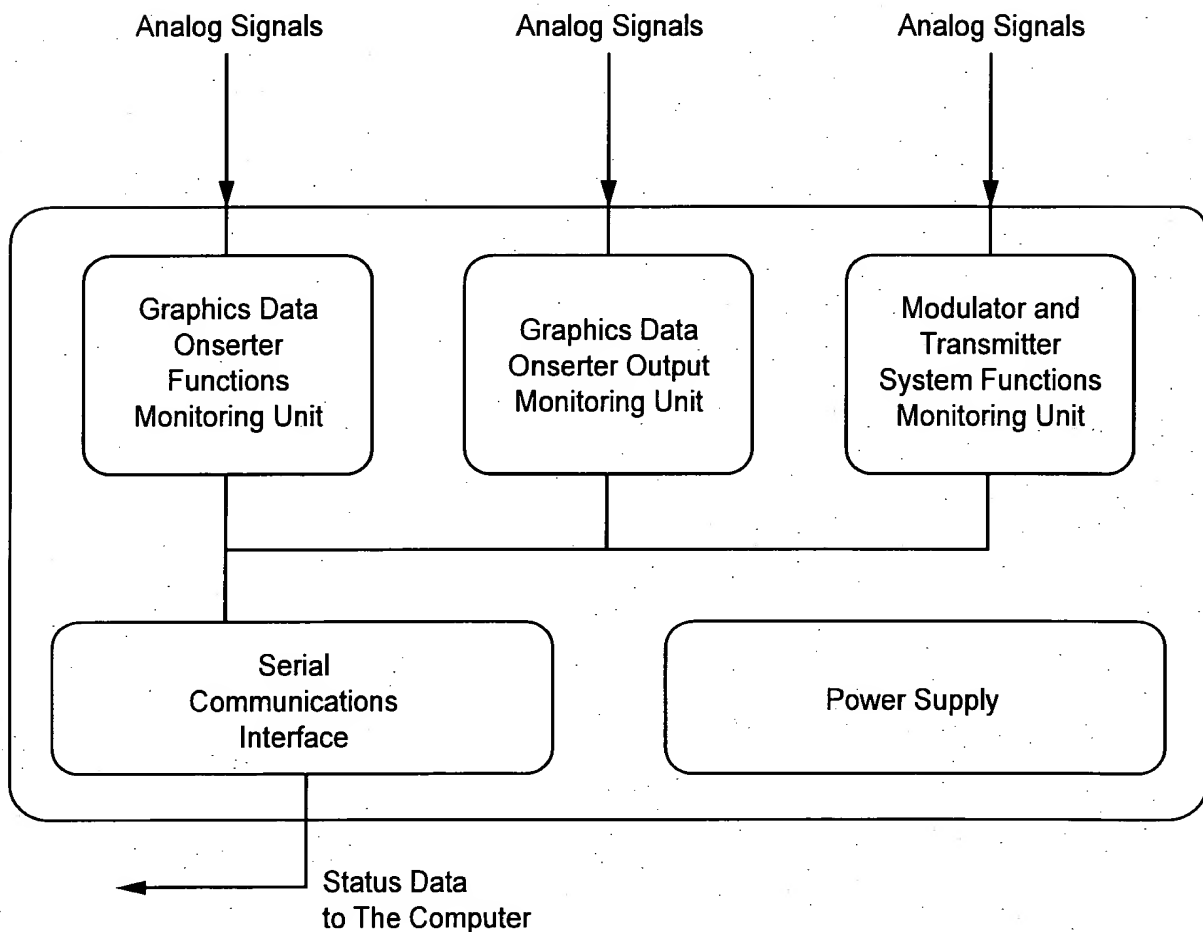 Analog Signals
Analog Signals
Analog Signals
Graphics Data
Onserter
Functions
Monitoring Unit
Graphics Data
Onserter Output
Monitoring Unit
Modulator and
Transmitter
System Functions
Monitoring Unit
Serial
Communications
Interface
Power Supply
Status Data
to The Computer